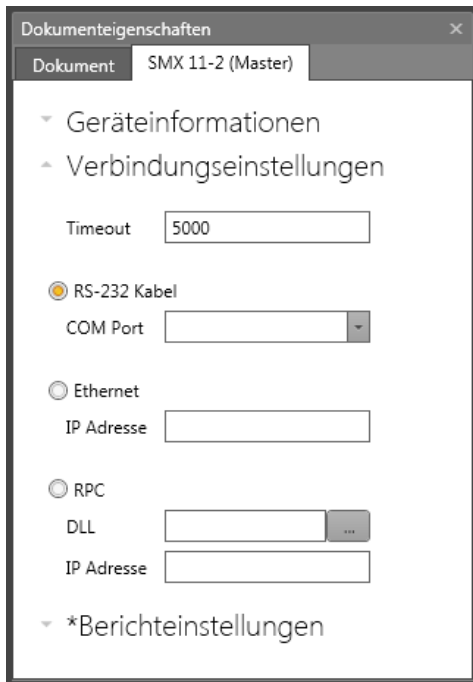 Dokumenteigenschaften
Dokument SMX 11-2 (Master)
Geräteinformationen
Verbindungseinstellungen
Timeout 5000
RS-232 Kabel
COM Port
Ethernet
IP Adresse
RPC
DLL ...
IP Adresse
*Berichteinstellungen